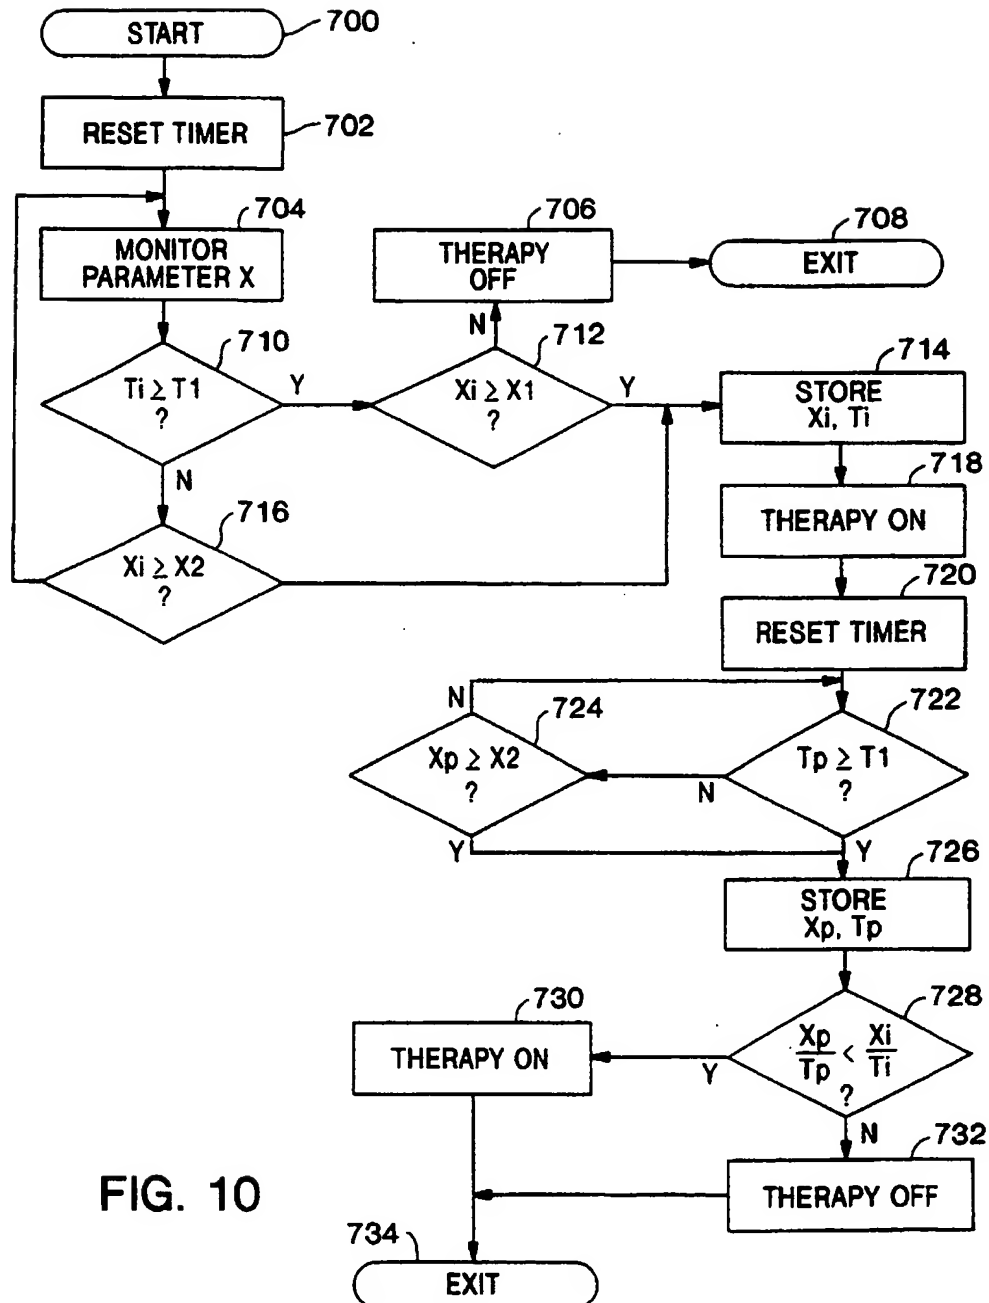 START
700
RESET TIMER
702
704
MONITOR
PARAMETER X
706
THERAPY
OFF
708
EXIT
710
Ti ≥ T1
?
Y
N
712
Xi ≥ X1
?
N
Y
714
STORE
Xi, Ti
716
Xi ≥ X2
?
718
THERAPY ON
720
RESET TIMER
722
Tp ≥ T1
?
N
Y
724
Xp ≥ X2
?
N
Y
726
STORE
Xp, Tp
728
Xp/Tp < Xi/Ti
?
Y
N
730
THERAPY ON
732
THERAPY OFF
734
EXIT
FIG. 10